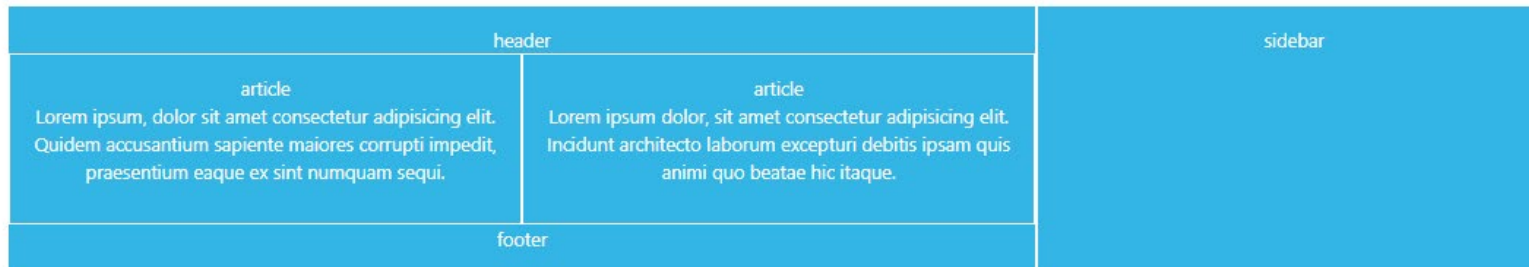 header
article
Lorem ipsum, dolor sit amet consectetur adipisicing elit.
Quidem accusantium sapiente maiores corrupti impedit,
praesentium eaque ex sint numquam sequi.
article
Lorem ipsum dolor, sit amet consectetur adipisicing elit.
Incidunt architecto laborum excepturi debitis ipsam quis
animi quo beatae hic itaque.
footer
sidebar